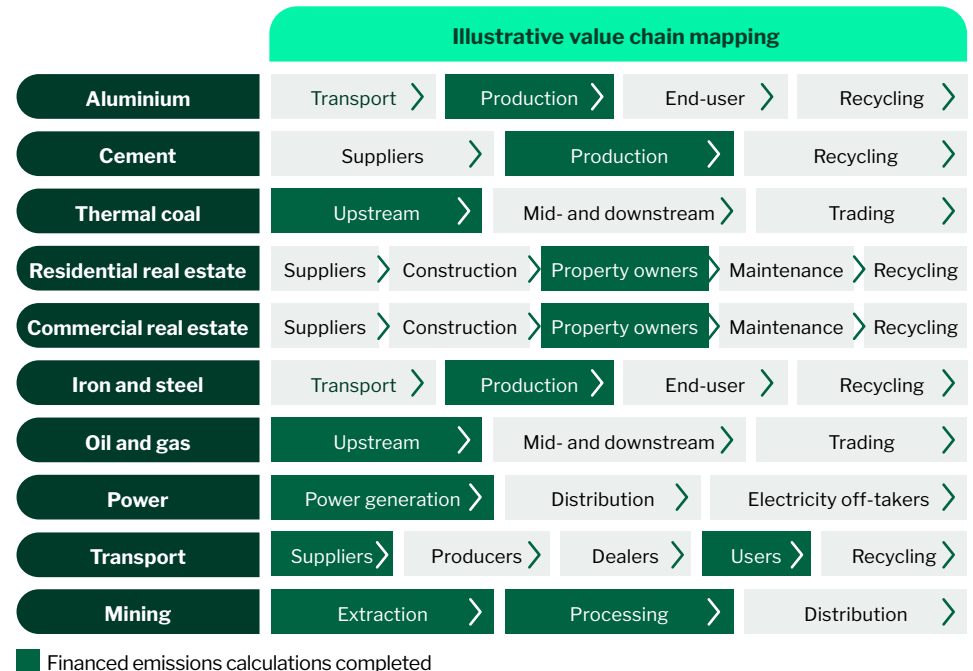 Illustrative value chain mapping
Aluminium Transport Production End-user Recycling
Cement Suppliers Production Recycling
Thermal coal Upstream Mid- and downstream Trading
Residential real estate Suppliers Construction Property owners Maintenance Recycling
Commercial real estate Suppliers Construction Property owners Maintenance Recycling
Iron and steel Transport Production End-user Recycling
Oil and gas Upstream Mid- and downstream Trading
Power Power generation Distribution Electricity off-takers
Transport Suppliers Producers Dealers Users Recycling
Mining Extraction Processing Distribution
Financed emissions calculations completed